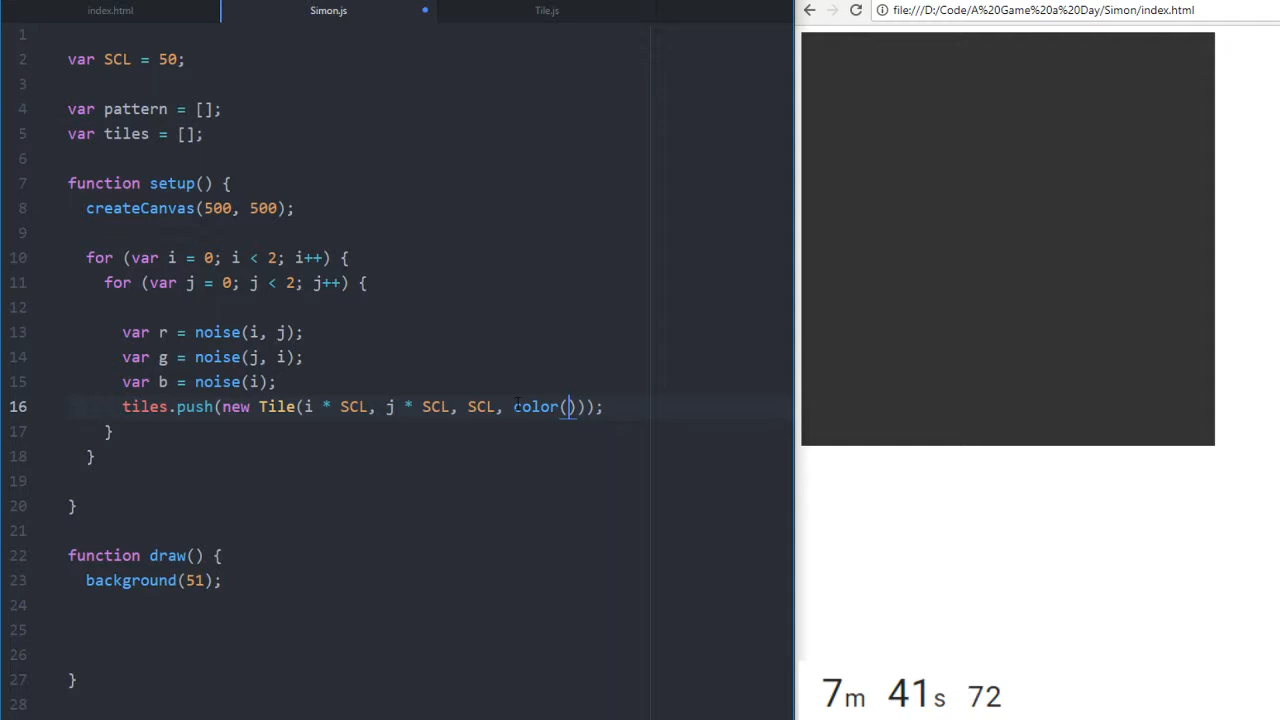 index.html
Simon.js
Tile.js
file:///D:/Code/A%20Game%20a%20Day/Simon/index.html
1
2 var SCL = 50;
3
4 var pattern = [];
5 var tiles = [];
6
7 function setup() {
8 createCanvas(500, 500);
9
10 for (var i = 0; i < 2; i++) {
11 for (var j = 0; j < 2; j++) {
12
13 var r = noise(i, j);
14 var g = noise(j, i);
15 var b = noise(i);
16 tiles.push(new Tile(i * SCL, j * SCL, SCL, color()));
17 }
18 }
19
20 }
21
22 function draw() {
23 background(51);
24
25
26
27 }
28
7m 41s 72